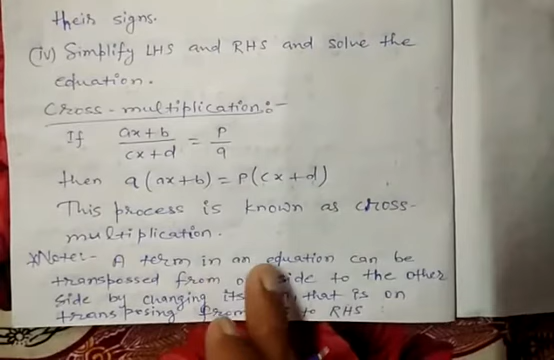 their signs.
(iv) Simplify LHS and RHS and solve the
equation.
Cross-multiplication:-
If (ax+b)/(cx+d) = p/q
then q(ax+b) = p(cx+d)
This process is known as cross-
multiplication.
*Note:- A term in an equation can be
transpossed from side to the other
side by changing its that is on
transposing from to RHS